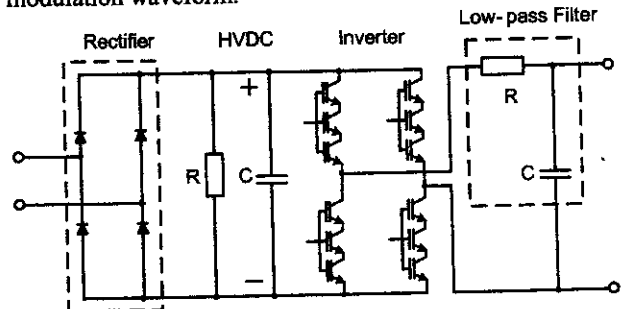 modulation waveform.
Low-pass Filter
Rectifier HVDC Inverter
R
+
R C
C
−